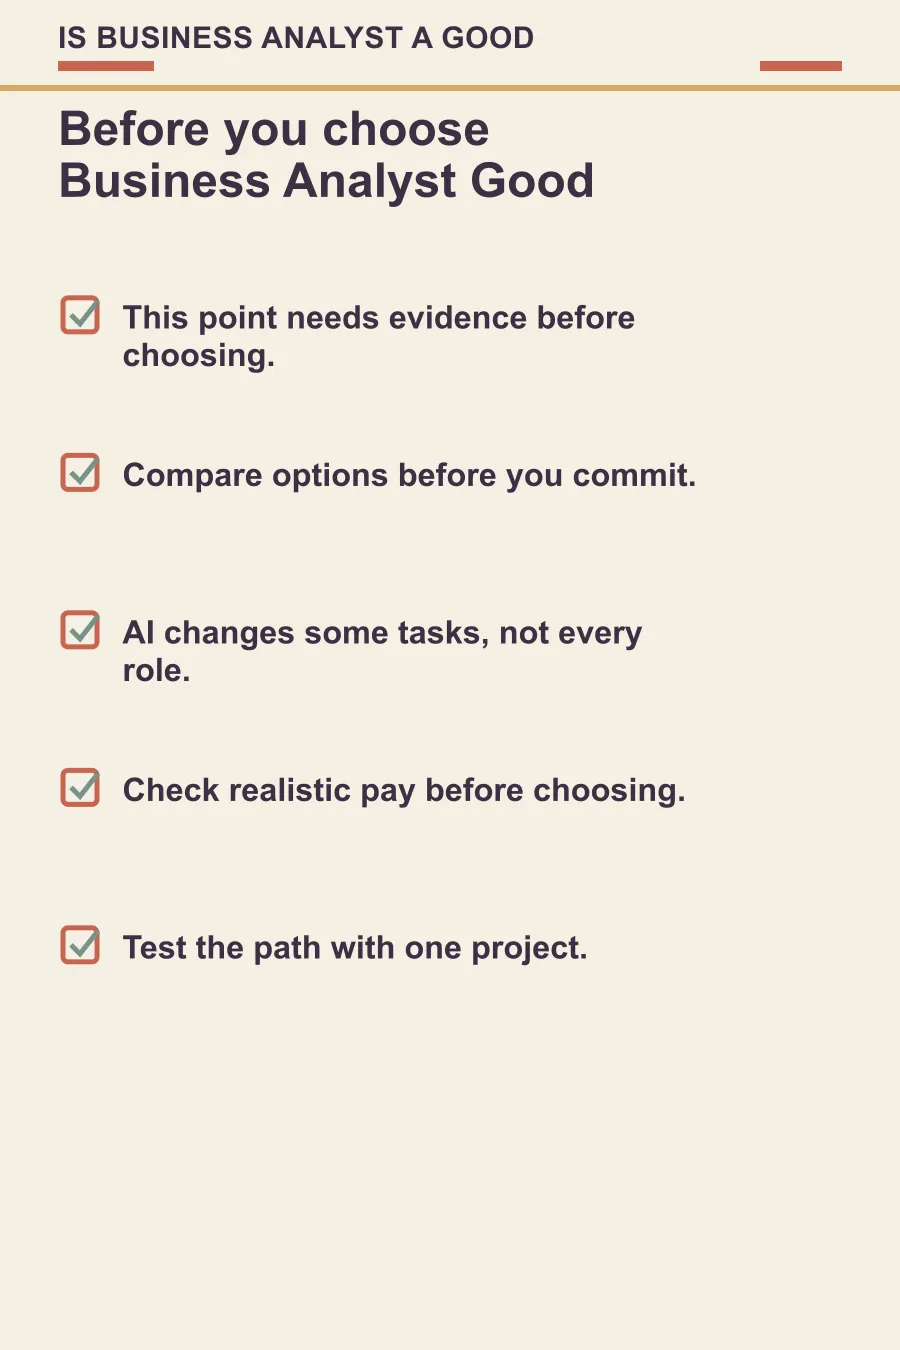 IS BUSINESS ANALYST A GOOD
Before you choose
Business Analyst Good
This point needs evidence before
choosing.
Compare options before you commit.
AI changes some tasks, not every
role.
Check realistic pay before choosing.
Test the path with one project.